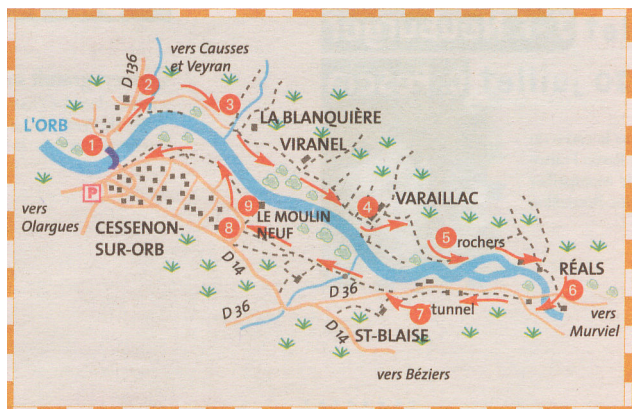 vers Causses
et Veyran
D 136
2
3
L'ORB
1
LA BLANQUIÈRE
VIRANEL
P
vers
Olargues
CESSENON-
SUR-ORB
4
VARAILLAC
9
LE MOULIN
NEUF
8
5
rochers
D 14
RÉALS
6
D 36
D 36
7
tunnel
vers
Murviel
D 14
ST-BLAISE
vers Béziers